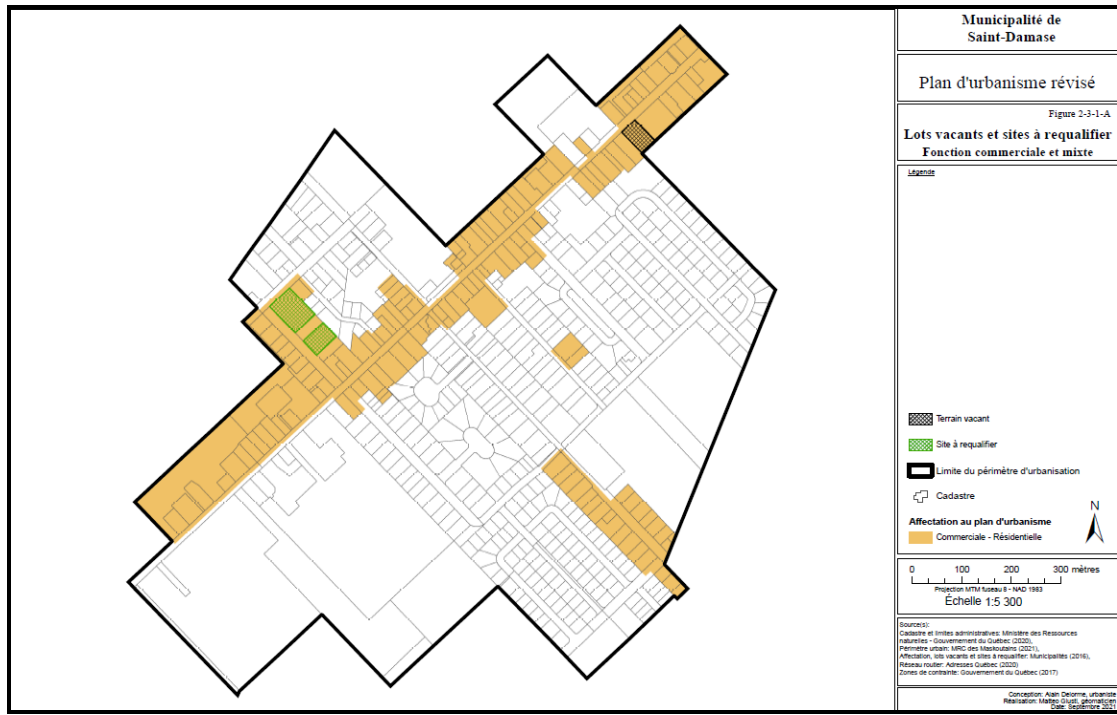 Municipalité de
Saint-Damase
Plan d'urbanisme révisé
Figure 2-3-1-A
Lots vacants et sites à requalifier
Fonction commerciale et mixte
Légende
Terrain vacant
Site à requalifier
Limite du périmètre d'urbanisation
Cadastre
N
Affectation au plan d'urbanisme
Commerciale - Résidentielle
0 100 200 300 mètres
Projection MTM fuseau 8 - NAD 1983
Échelle 1:5 300
Source(s):
Cadastre et limites administratives: Ministère des Ressources
naturelles - Gouvernement du Québec (2020),
Périmètre urbain: MRC des Maskoutains (2021),
Affectation, lots vacants et sites à requalifier: Municipalités (2016),
Réseau routier: Adresses Québec (2020)
Zones de contrainte: Gouvernement du Québec (2017)
Conception: Alain Delorme, urbaniste
Réalisation: Matteo Giusti, géomaticien
Date: Septembre 2021